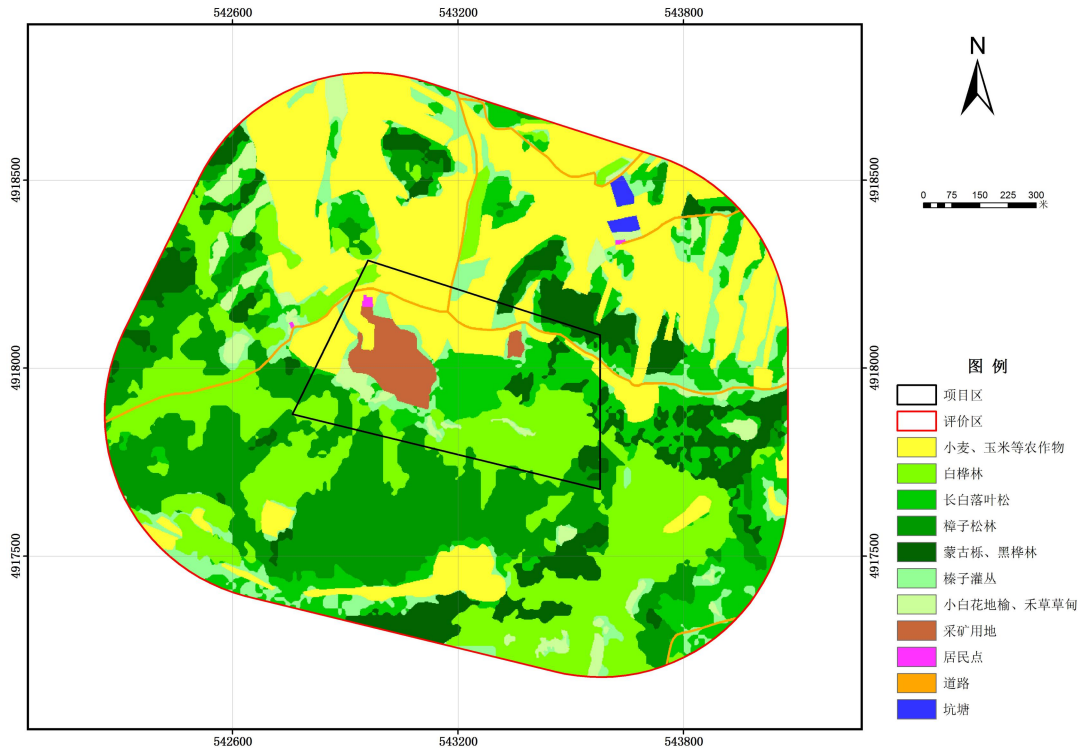 542600 543200 543800
N
4918500 4918500
0 75 150 225 300
米
4918000 4918000
图 例
项目区
评价区
小麦、玉米等农作物
白桦林
长白落叶松
樟子松林
蒙古栎、黑桦林
榛子灌丛
小白花地榆、禾草草甸
采矿用地
居民点
道路
坑塘
4917500 4917500
542600 543200 543800